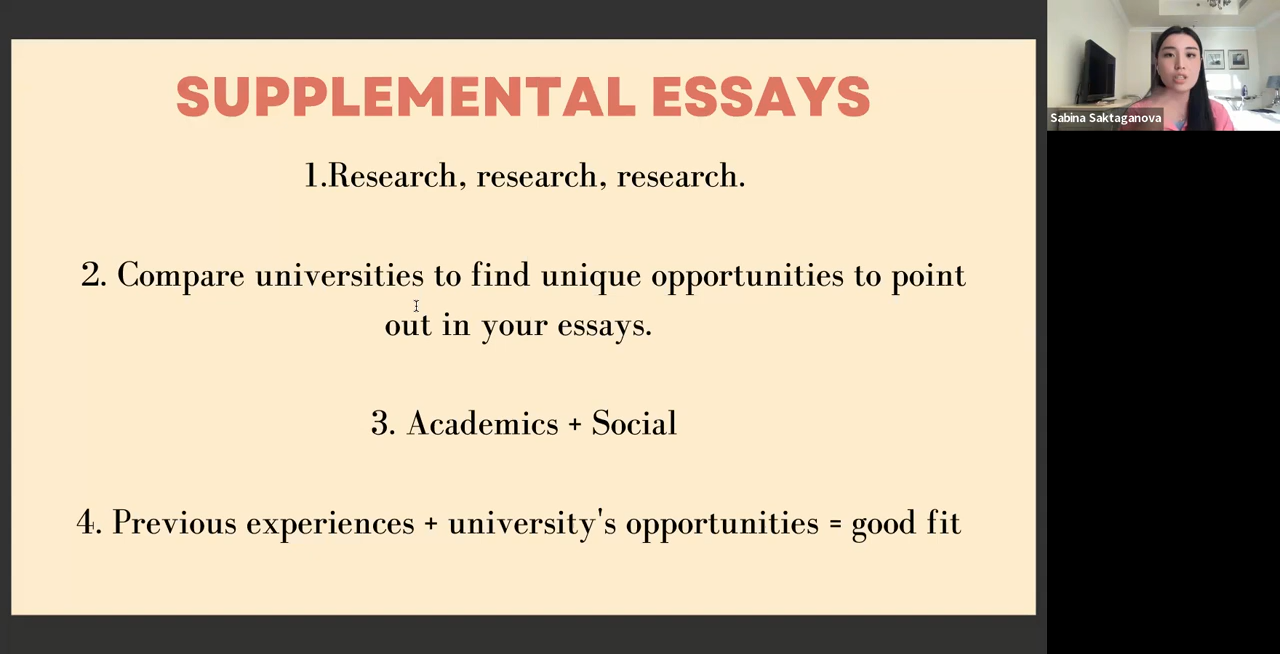 SUPPLEMENTAL ESSAYS
1.Research, research, research.
2. Compare universities to find unique opportunities to point
out in your essays.
3. Academics + Social
4. Previous experiences + university's opportunities = good fit
Sabina Saktaganova